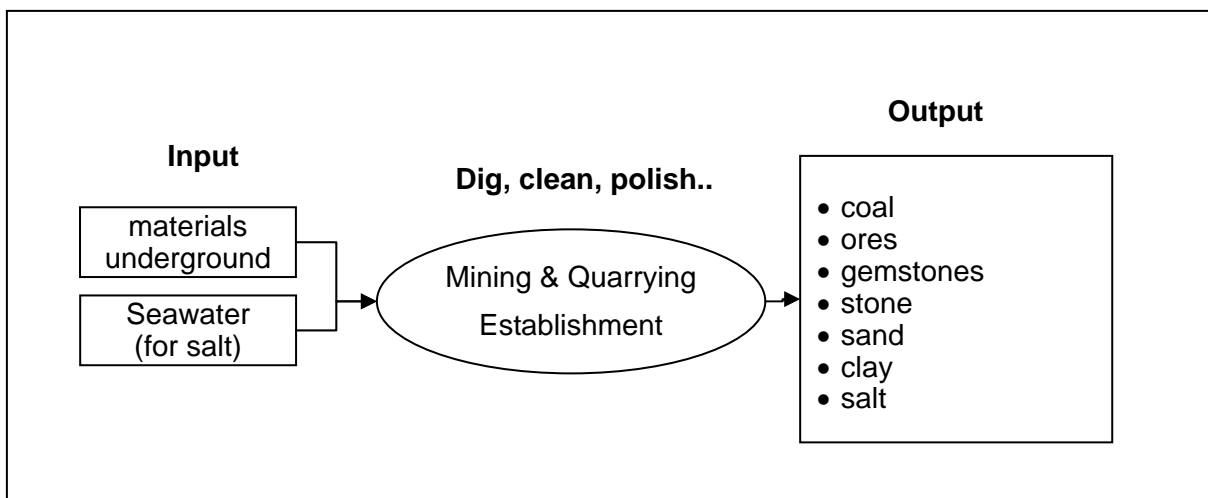 Input
materials
underground
Seawater
(for salt)
Dig, clean, polish..
Mining & Quarrying
Establishment
Output
• coal
• ores
• gemstones
• stone
• sand
• clay
• salt